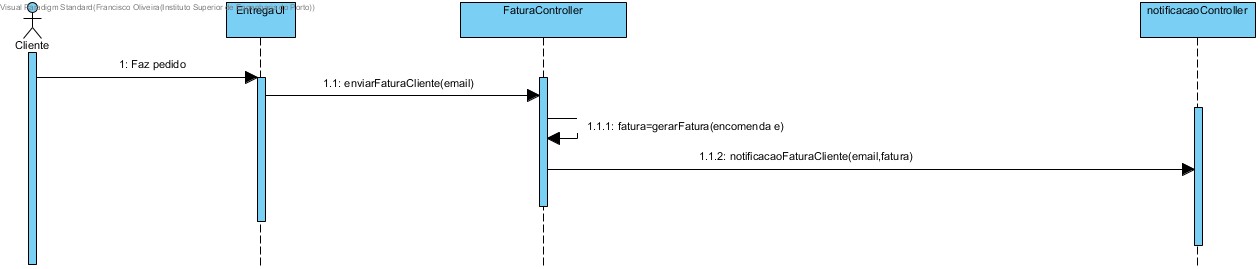 Visual Paradigm Standard(Francisco Oliveira(Instituto Superior de Porto))
EntregaUI
FaturaController
notificacaoController
Cliente
1: Faz pedido
1.1: enviarFaturaCliente(email)
1.1.1: fatura=gerarFatura(encomenda e)
1.1.2: notificacaoFaturaCliente(email,fatura)